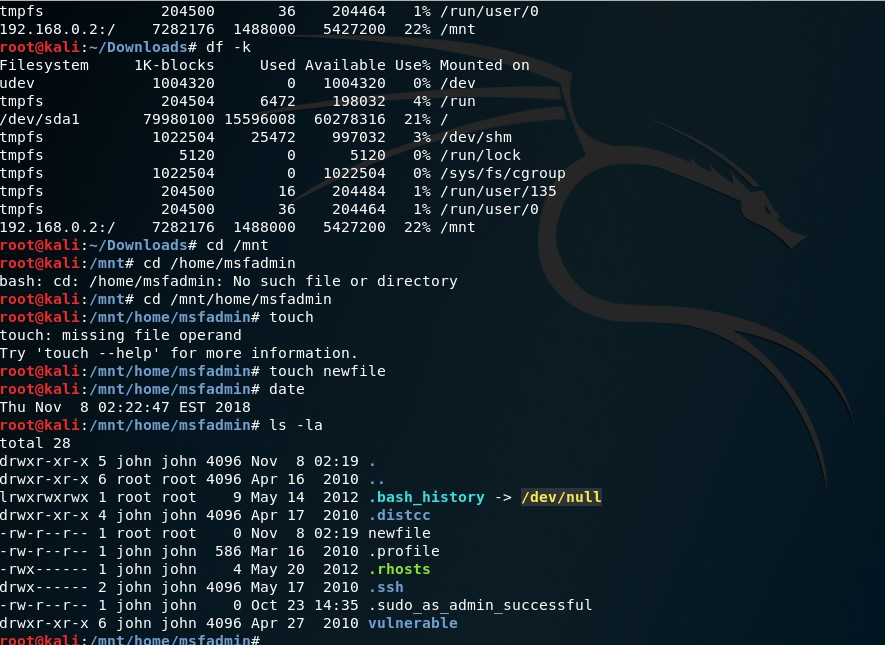 tmpfs              204500       36    204464   1% /run/user/0
192.168.0.2:/     7282176  1488000   5427200  22% /mnt
root@kali:~/Downloads# df -k
Filesystem     1K-blocks     Used Available Use% Mounted on
udev              1004320        0   1004320   0% /dev
tmpfs              204504     6472    198032   4% /run
/dev/sda1       79980100 15596008  60278316  21% /
tmpfs             1022504    25472    997032   3% /dev/shm
tmpfs                5120        0      5120   0% /run/lock
tmpfs             1022504        0   1022504   0% /sys/fs/cgroup
tmpfs              204500       16    204484   1% /run/user/135
tmpfs              204500       36    204464   1% /run/user/0
192.168.0.2:/     7282176  1488000   5427200  22% /mnt
root@kali:~/Downloads# cd /mnt
root@kali:/mnt# cd /home/msfadmin
bash: cd: /home/msfadmin: No such file or directory
root@kali:/mnt# cd /mnt/home/msfadmin
root@kali:/mnt/home/msfadmin# touch
touch: missing file operand
Try 'touch --help' for more information.
root@kali:/mnt/home/msfadmin# touch newfile
root@kali:/mnt/home/msfadmin# date
Thu Nov  8 02:22:47 EST 2018
root@kali:/mnt/home/msfadmin# ls -la
total 28
drwxr-xr-x 5 john john 4096 Nov  8 02:19 .
drwxr-xr-x 6 root root 4096 Apr 16  2010 ..
lrwxrwxrwx 1 root root    9 May 14  2012 .bash_history -> /dev/null
drwxr-xr-x 4 john john 4096 Apr 17  2010 .distcc
-rw-r--r-- 1 root root    0 Nov  8 02:19 newfile
-rw-r--r-- 1 john john  586 Mar 16  2010 .profile
-rwx------ 1 john john    4 May 20  2012 .rhosts
drwx------ 2 john john 4096 May 17  2010 .ssh
-rw-r--r-- 1 john john    0 Oct 23 14:35 .sudo_as_admin_successful
drwxr-xr-x 6 john john 4096 Apr 27  2010 vulnerable
root@kali:/mnt/home/msfadmin#